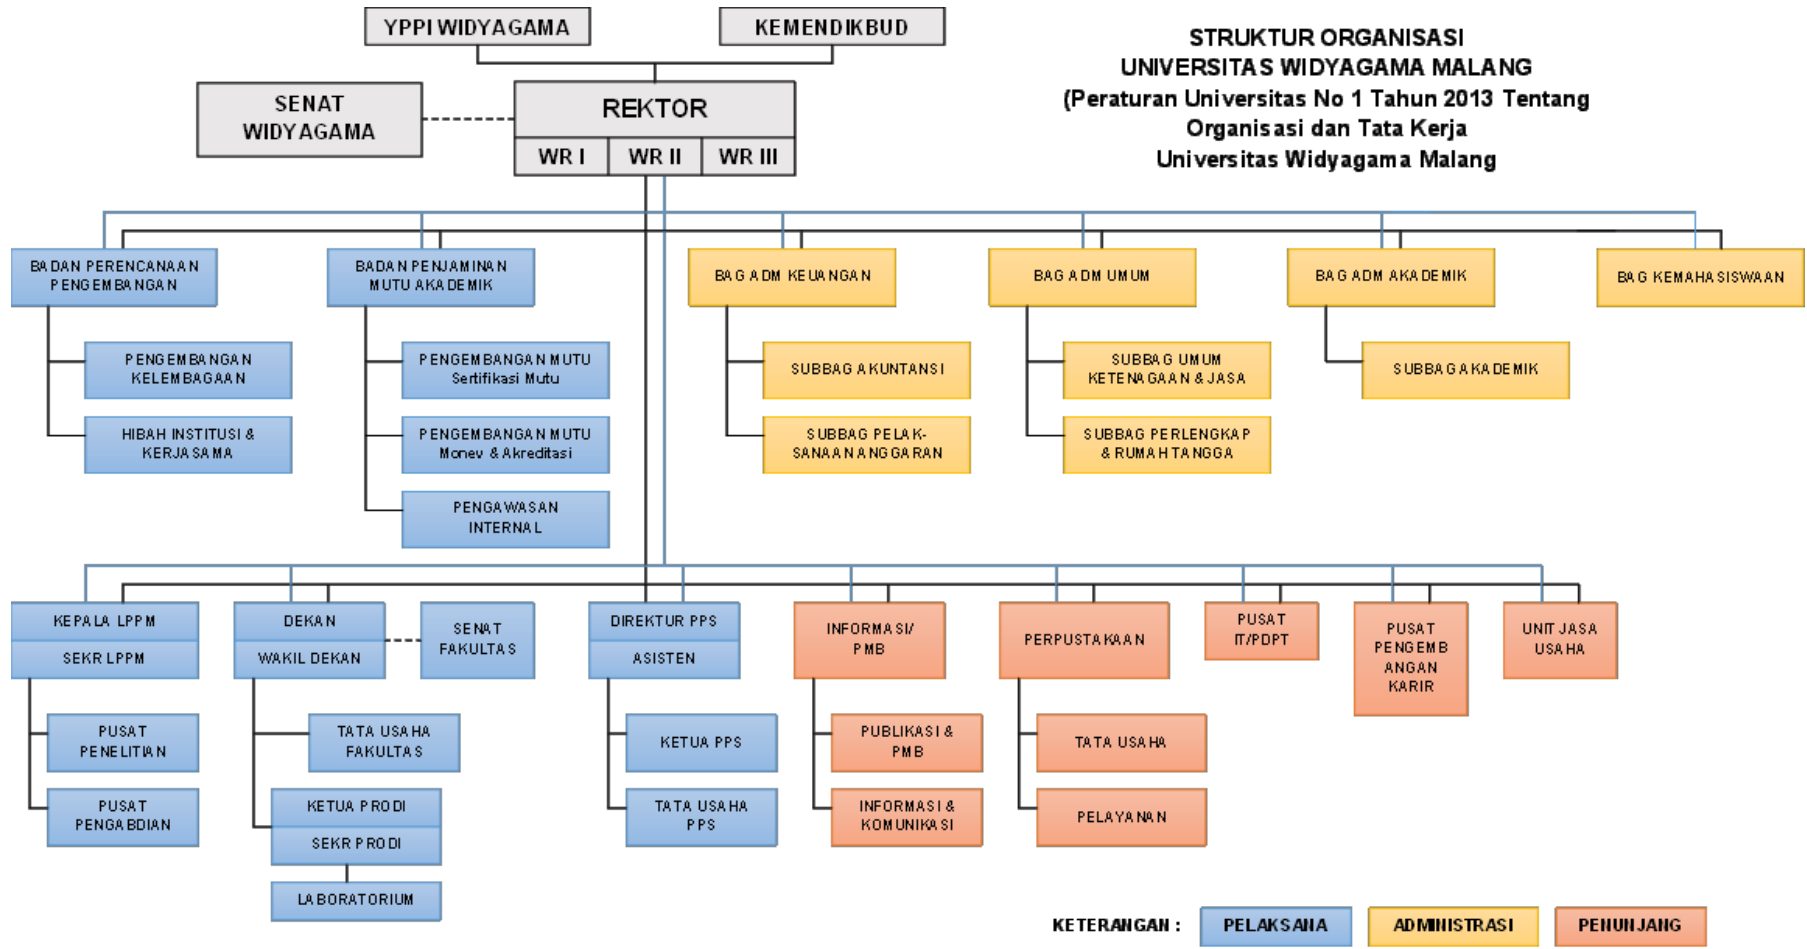 YPPI WIDYAGAMA
KEMENDIKBUD
STRUKTUR ORGANISASI
UNIVERSITAS WIDYAGAMA MALANG
(Peraturan Universitas No 1 Tahun 2013 Tentang
Organisasi dan Tata Kerja
Universitas Widyagama Malang
SENAT
WIDYAGAMA
REKTOR
WR I
WR II
WR III
BADAN PERENCANAAN
PENGEMBANGAN
BADAN PENJAMINAN
MUTU AKADEMIK
BAG ADM KEUANGAN
BAG ADM UMUM
BAG ADM AKADEMIK
BAG KEMAHASISWAAN
PENGEMBANGAN
KELEMBAGAAN
PENGEMBANGAN MUTU
Sertifikasi Mutu
SUBBAG AKUNTANSI
SUBBAG UMUM
KETENAGAAN & JASA
SUBBAG AKADEMIK
HIBAH INSTITUSI &
KERJASAMA
PENGEMBANGAN MUTU
Monev & Akreditasi
SUBBAG PELAK-
SANAAN ANGGARAN
SUBBAG PERLENGKAP
& RUMAH TANGGA
PENGAWASAN
INTERNAL
KEPALA LPPM
SEKR LPPM
DEKAN
WAKIL DEKAN
SENAT
FAKULTAS
DIREKTUR PPS
ASISTEN
INFORMASI/
PMB
PERPUSTAKAAN
PUSAT
IT/PDPT
PUSAT
PENGEMB
ANGAN
KARIR
UNIT JASA
USAHA
PUSAT
PENELITIAN
TATA USAHA
FAKULTAS
KETUA PPS
PUBLIKASI &
PMB
TATA USAHA
PUSAT
PENGABDIAN
KETUA PRODI
SEKR PRODI
TATA USAHA
PPS
INFORMASI &
KOMUNIKASI
PELAYANAN
LABORATORIUM
KETERANGAN :
PELAKSANA
ADMINISTRASI
PENUNJANG